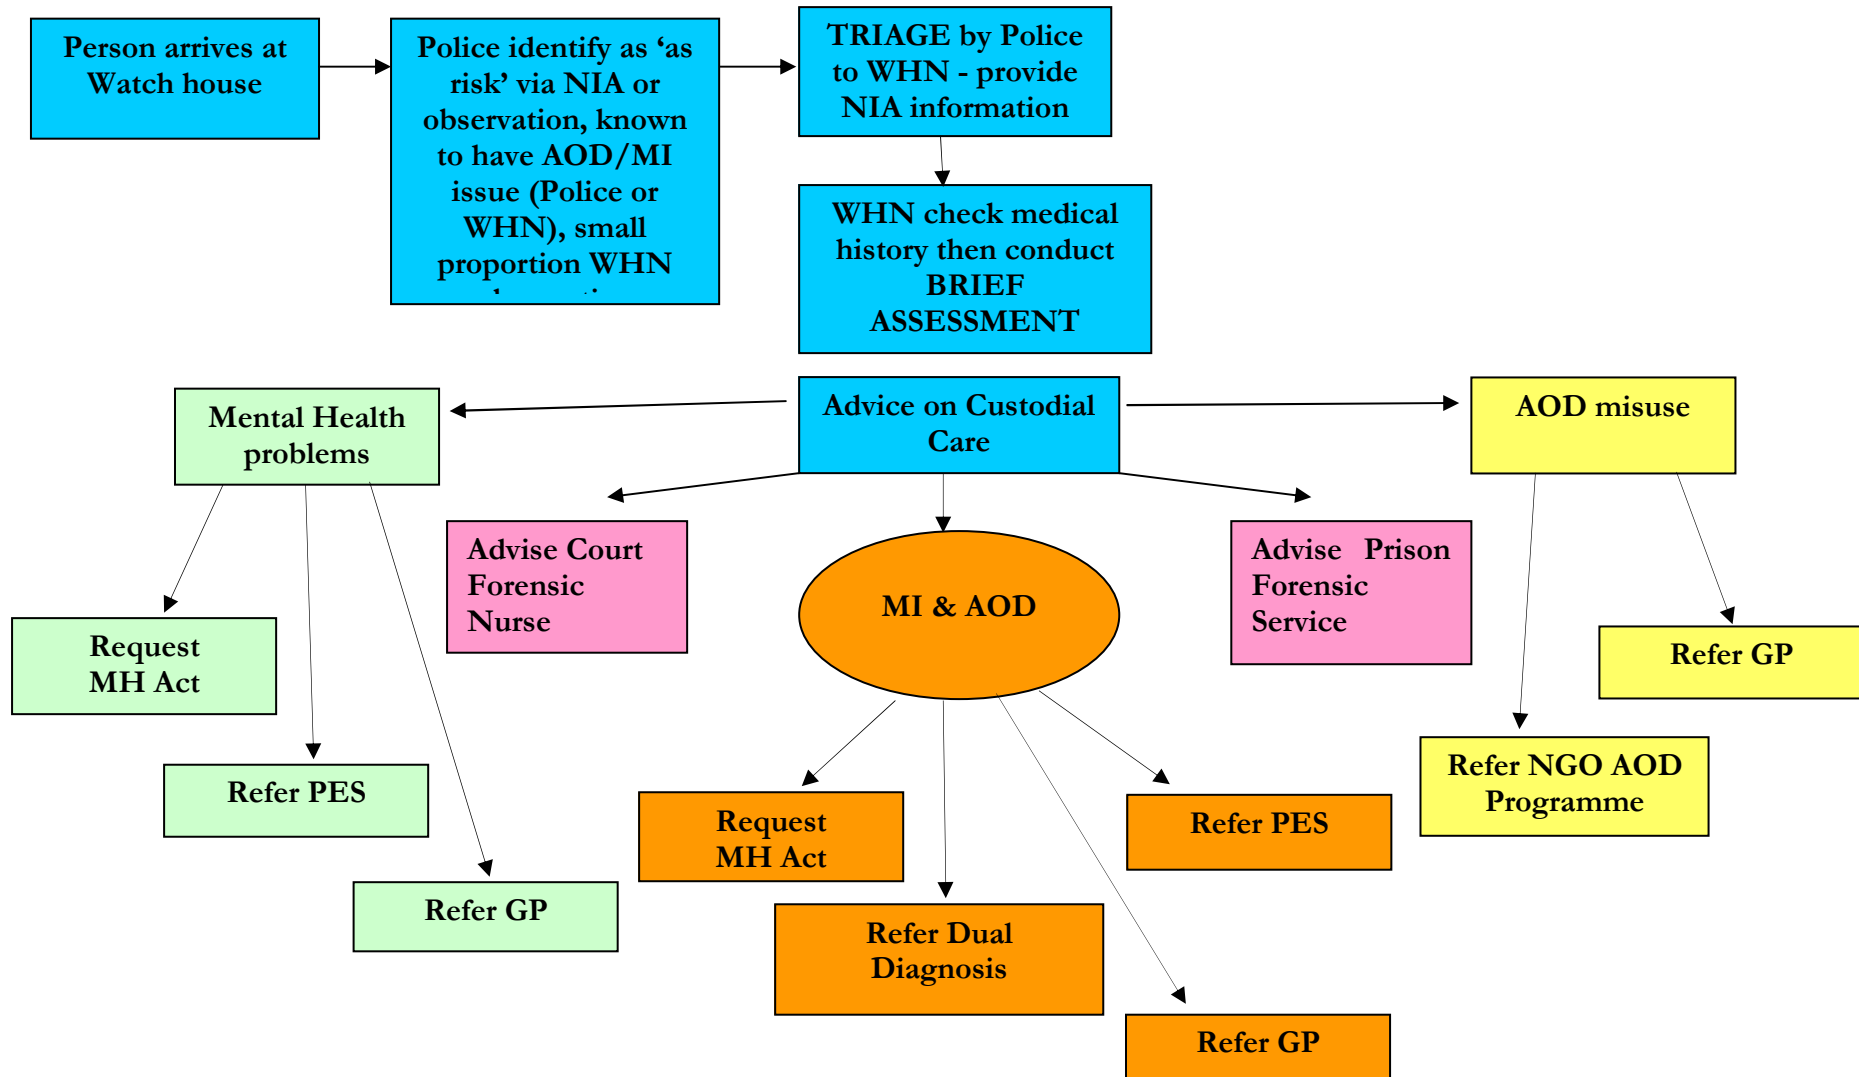 Person arrives at
Watch house
Police identify as ‘as
risk’ via NIA or
observation, known
to have AOD/MI
issue (Police or
WHN), small
proportion WHN
TRIAGE by Police
to WHN - provide
NIA information
WHN check medical
history then conduct
BRIEF
ASSESSMENT
Mental Health
problems
Advice on Custodial
Care
AOD misuse
Advise Court
Forensic
Nurse
MI & AOD
Advise Prison
Forensic
Service
Request
MH Act
Refer GP
Refer PES
Refer NGO AOD
Programme
Request
MH Act
Refer PES
Refer GP
Refer Dual
Diagnosis
Refer GP